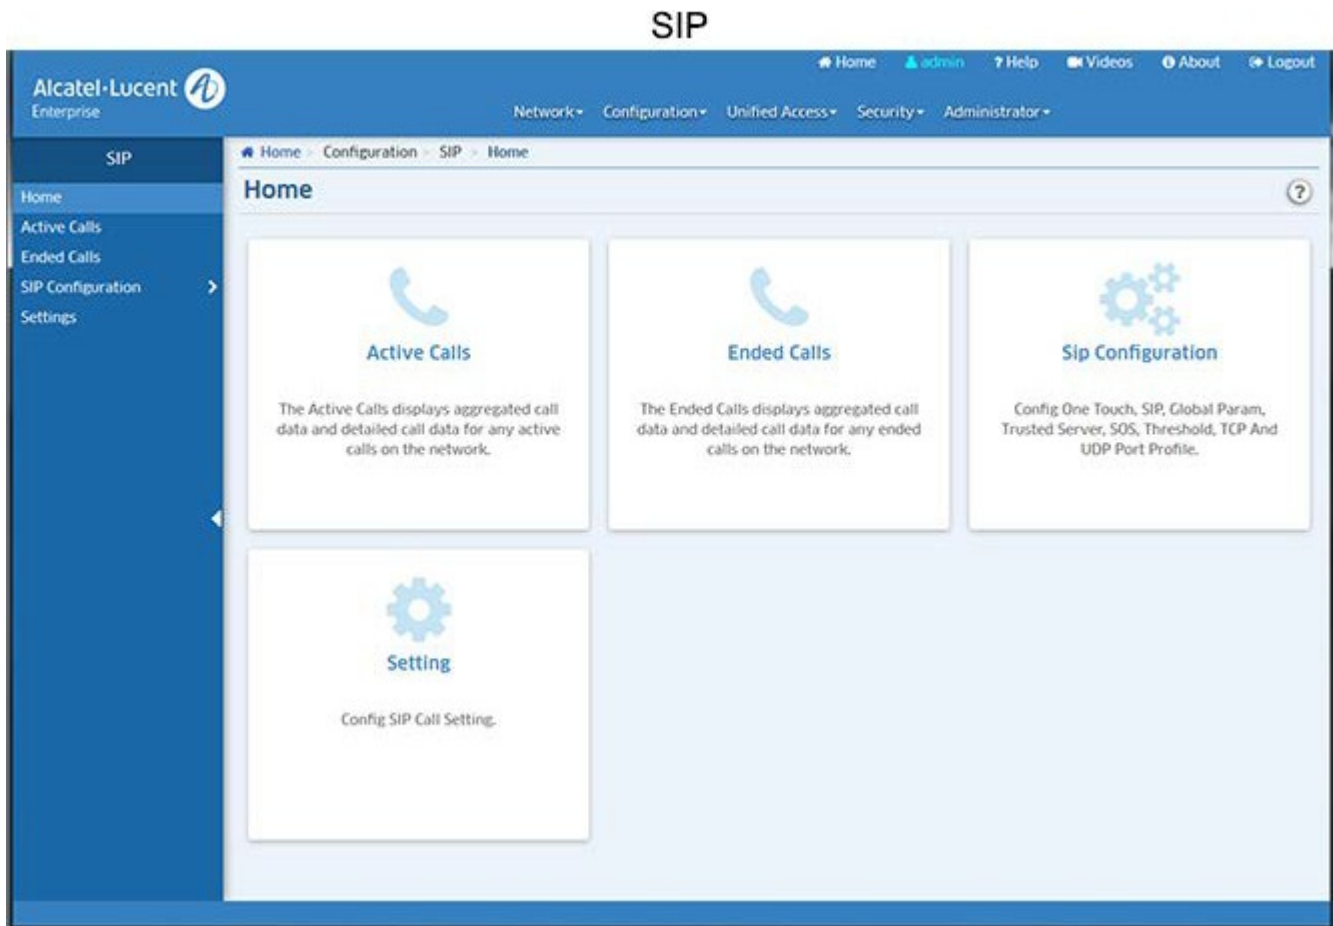 SIP
Home admin ? Help Videos About Logout
Alcatel·Lucent
Enterprise
Network Configuration Unified Access Security Administrator
SIP
Home
Active Calls
Ended Calls
SIP Configuration
Settings
Home > Configuration > SIP > Home
Home
?
Active Calls
The Active Calls displays aggregated call
data and detailed call data for any active
calls on the network.
Ended Calls
The Ended Calls displays aggregated call
data and detailed call data for any ended
calls on the network.
Sip Configuration
Config One Touch, SIP, Global Param,
Trusted Server, SOS, Threshold, TCP And
UDP Port Profile.
Setting
Config SIP Call Setting.